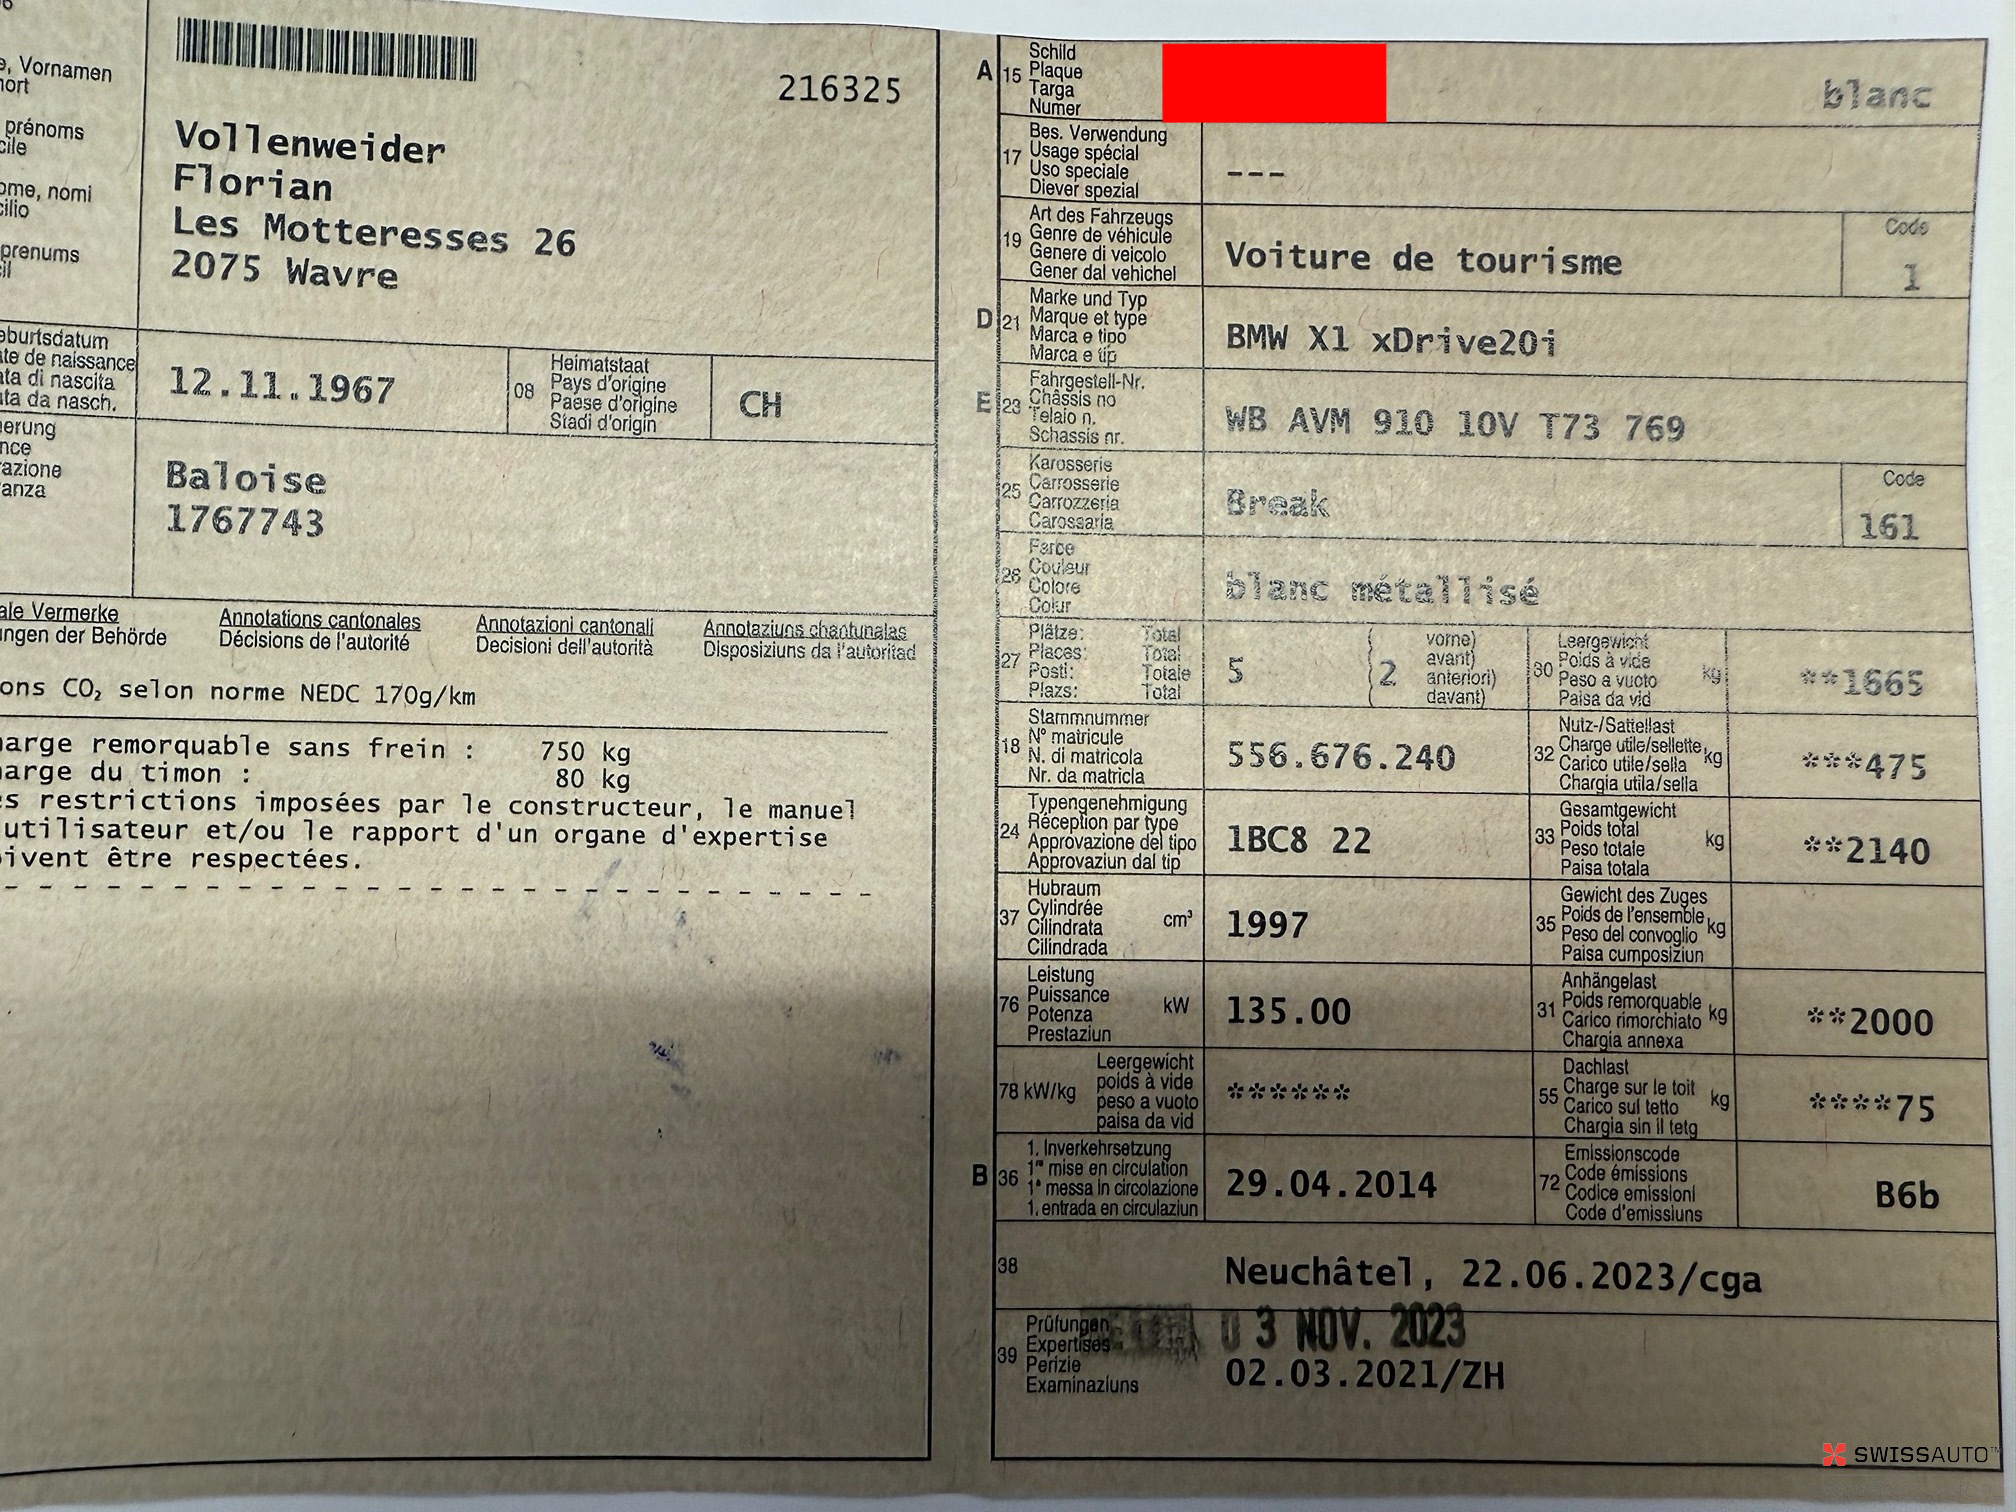 216325
e, Vornamen
nort
prénoms
cile
ome, nomi
cilio
prenums
cil
Vollenweider
Florian
Les Motteresses 26
2075 Wavre
eburtsdatum
ate de naissance
ata di nascita
ata da nasch.
12.11.1967
08
Heimatstaat
Pays d'origine
Paese d'origine
Stadi d'origin
CH
nerung
nce
razione
anza
Baloise
1767743
ale Vermerke
ungen der Behörde
Annotations cantonales
Décisions de l'autorité
Annotazioni cantonali
Decisioni dell'autorità
Annotaziuns chantunalas
Disposiziuns da l'autoritad
ons CO₂ selon norme NEDC 170g/km
harge remorquable sans frein : 750 kg
harge du timon : 80 kg
es restrictions imposées par le constructeur, le manuel
utilisateur et/ou le rapport d'un organe d'expertise
oivent être respectées.
A
15
Schild
Plaque
Targa
Numer
blanc
17
Bes. Verwendung
Usage spécial
Uso speciale
Diever spezial
---
19
Art des Fahrzeugs
Genre de véhicule
Genere di veicolo
Gener dal vehichel
Voiture de tourisme
Code
1
D
21
Marke und Typ
Marque et type
Marca e tipo
Marca e tip
BMW X1 xDrive20i
E
23
Fahrgestell-Nr.
Châssis no
Telaio n.
Schassis nr.
WB AVM 910 10V T73 769
25
Karosserie
Carrosserie
Carrozzeria
Carossaria
Break
Code
161
26
Farbe
Couleur
Colore
Colur
blanc métallisé
27
Plätze: Total
Places: Total
Posti: Totale
Plazs: Total
5
( 2
vorne)
avant)
anteriori)
davant)
30
Leergewicht
Poids à vide
Peso a vuoto
Paisa da vid
kg
**1665
18
Stammnummer
N° matricule
N. di matricola
Nr. da matricla
556.676.240
32
Nutz-/Sattellast
Charge utile/sellette
Carico utile/sella
Chargia utila/sella
kg
***475
24
Typengenehmigung
Réception par type
Approvazione del tipo
Approvaziun dal tip
1BC8 22
33
Gesamtgewicht
Poids total
Peso totale
Paisa totala
kg
**2140
37
Hubraum
Cylindrée
Cilindrata
Cilindrada
cm³
1997
35
Gewicht des Zuges
Poids de l'ensemble
Peso del convoglio
Paisa cumposiziun
kg
76
Leistung
Puissance
Potenza
Prestaziun
kW
135.00
31
Anhängelast
Poids remorquable
Carico rimorchiato
Chargia annexa
kg
**2000
78 kW/kg
Leergewicht
poids à vide
peso a vuoto
paisa da vid
******
55
Dachlast
Charge sur le toit
Carico sul tetto
Chargia sin il tetg
kg
****75
B
36
1. Inverkehrsetzung
1re mise en circulation
1a messa in circolazione
1. entrada en circulaziun
29.04.2014
72
Emissionscode
Code émissions
Codice emissioni
Code d'emissiuns
B6b
38
Neuchâtel, 22.06.2023/cga
39
Prüfungen
Expertises
Perizie
Examinaziuns
03 NOV. 2023
02.03.2021/ZH
SWISSAUTO